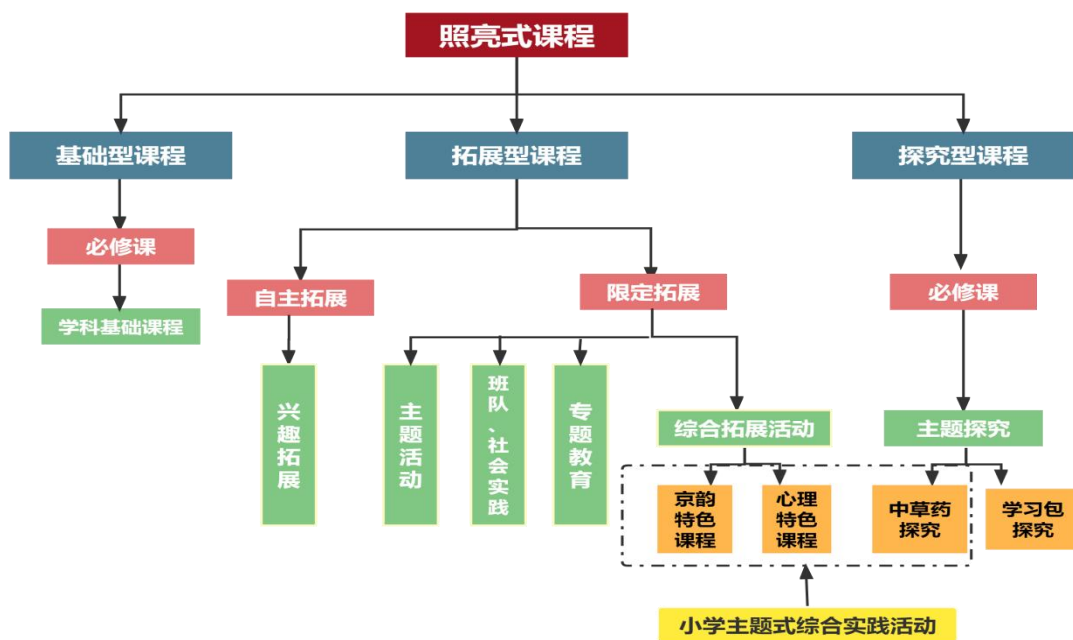 照亮式课程
基础型课程
拓展型课程
探究型课程
必修课
自主拓展
限定拓展
必修课
学科基础课程
兴趣拓展
主题活动
班队、社会实践
专题教育
综合拓展活动
主题探究
京韵
特色
课程
心理
特色
课程
中草药
探究
学习包
探究
小学主题式综合实践活动